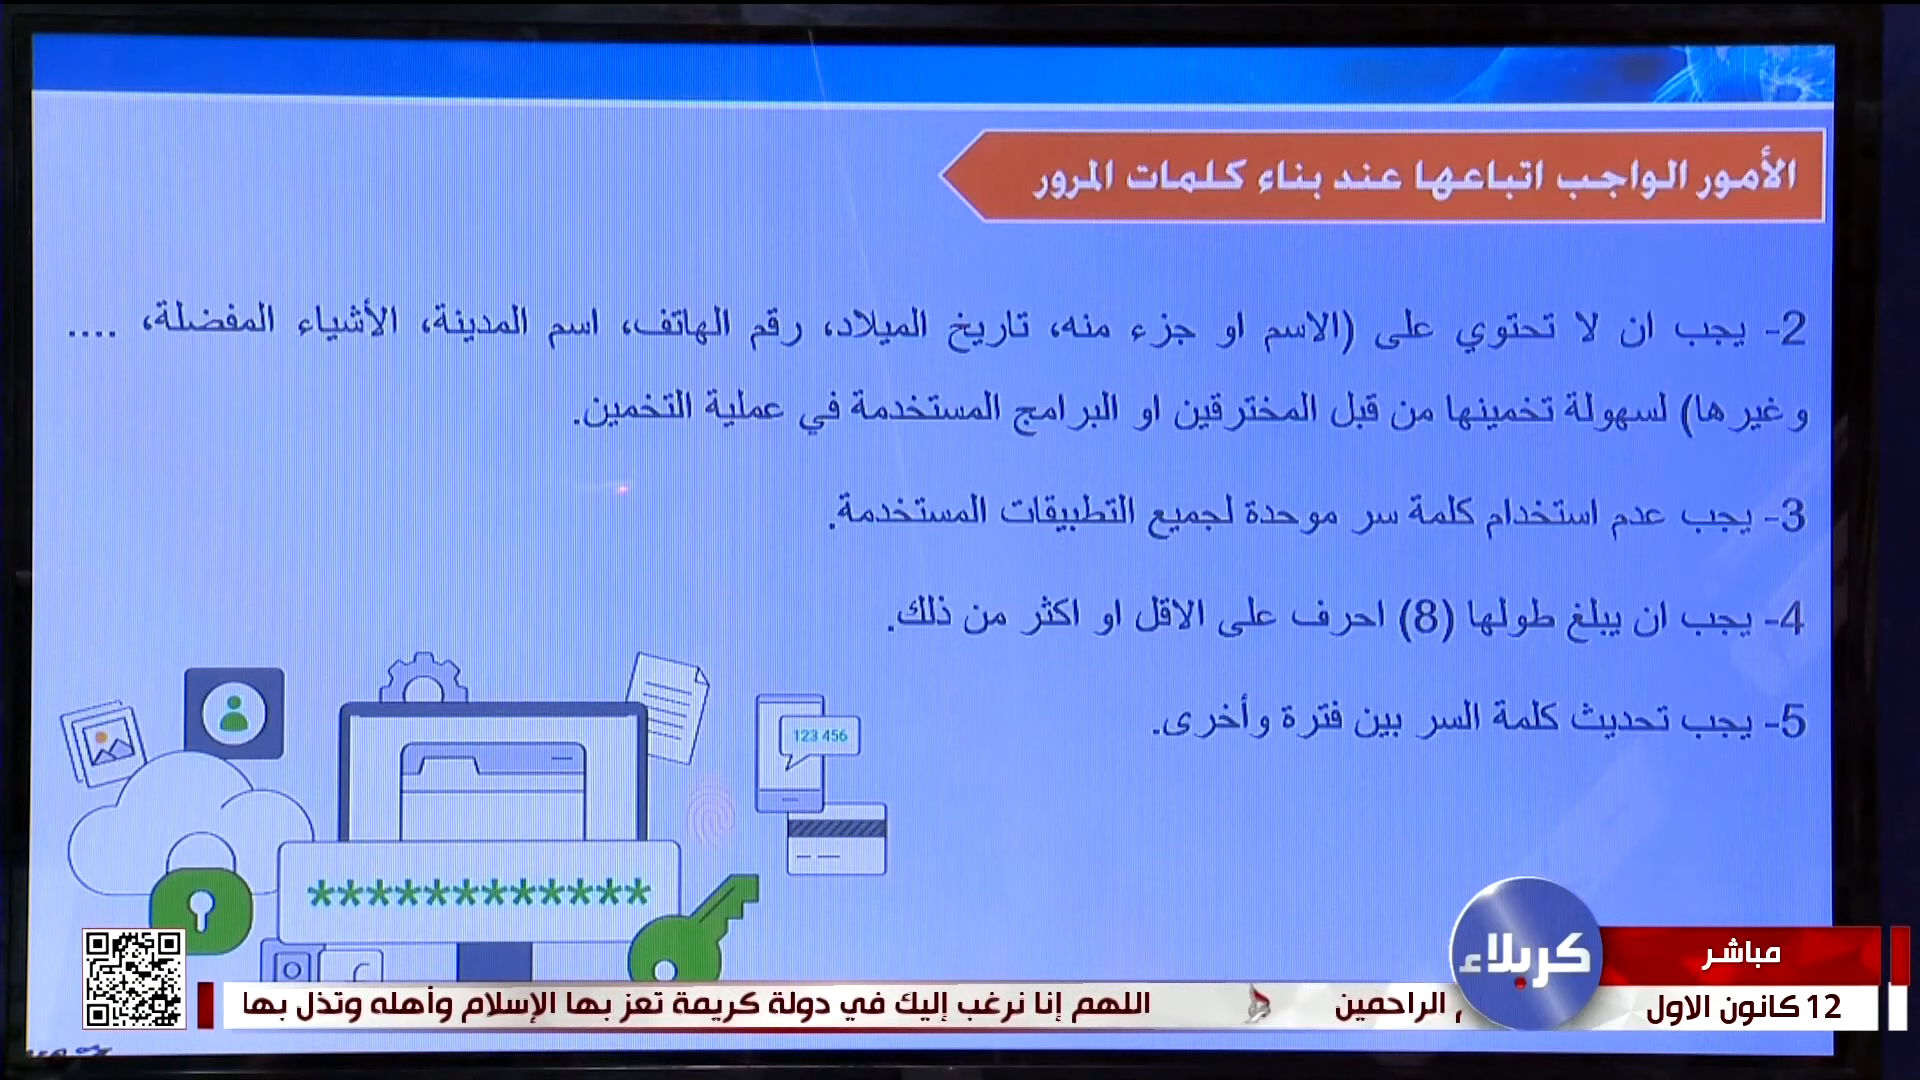 الأمور الواجب اتباعها عند بناء كلمات المرور
2- يجب ان لا تحتوي على (الاسم او جزء منه، تاريخ الميلاد، رقم الهاتف، اسم المدينة، الأشياء المفضلة، ....
وغيرها) لسهولة تخمينها من قبل المخترقين او البرامج المستخدمة في عملية التخمين.
3- يجب عدم استخدام كلمة سر موحدة لجميع التطبيقات المستخدمة.
4- يجب ان يبلغ طولها (8) احرف على الاقل او اكثر من ذلك.
5- يجب تحديث كلمة السر بين فترة وأخرى.
123 456
************
كربلاء
مباشر
12 كانون الاول
الراحمين
اللهم إنا نرغب إليك في دولة كريمة تعز بها الإسلام وأهله وتذل بها